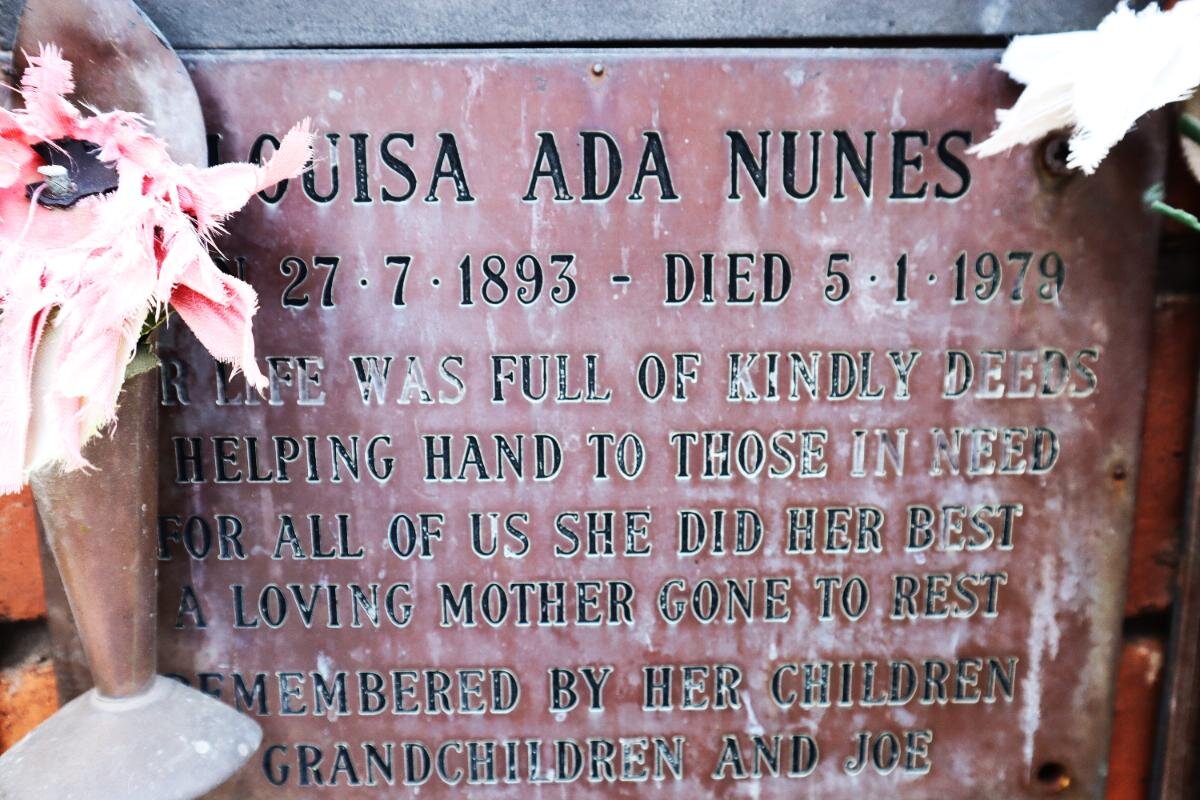 LOUISA ADA NUNES
27·7·1893 - DIED 5·1·1979
LIFE WAS FULL OF KINDLY DEEDS
HELPING HAND TO THOSE IN NEED
FOR ALL OF US SHE DID HER BEST
A LOVING MOTHER GONE TO REST
REMEMBERED BY HER CHILDREN
GRANDCHILDREN AND JOE